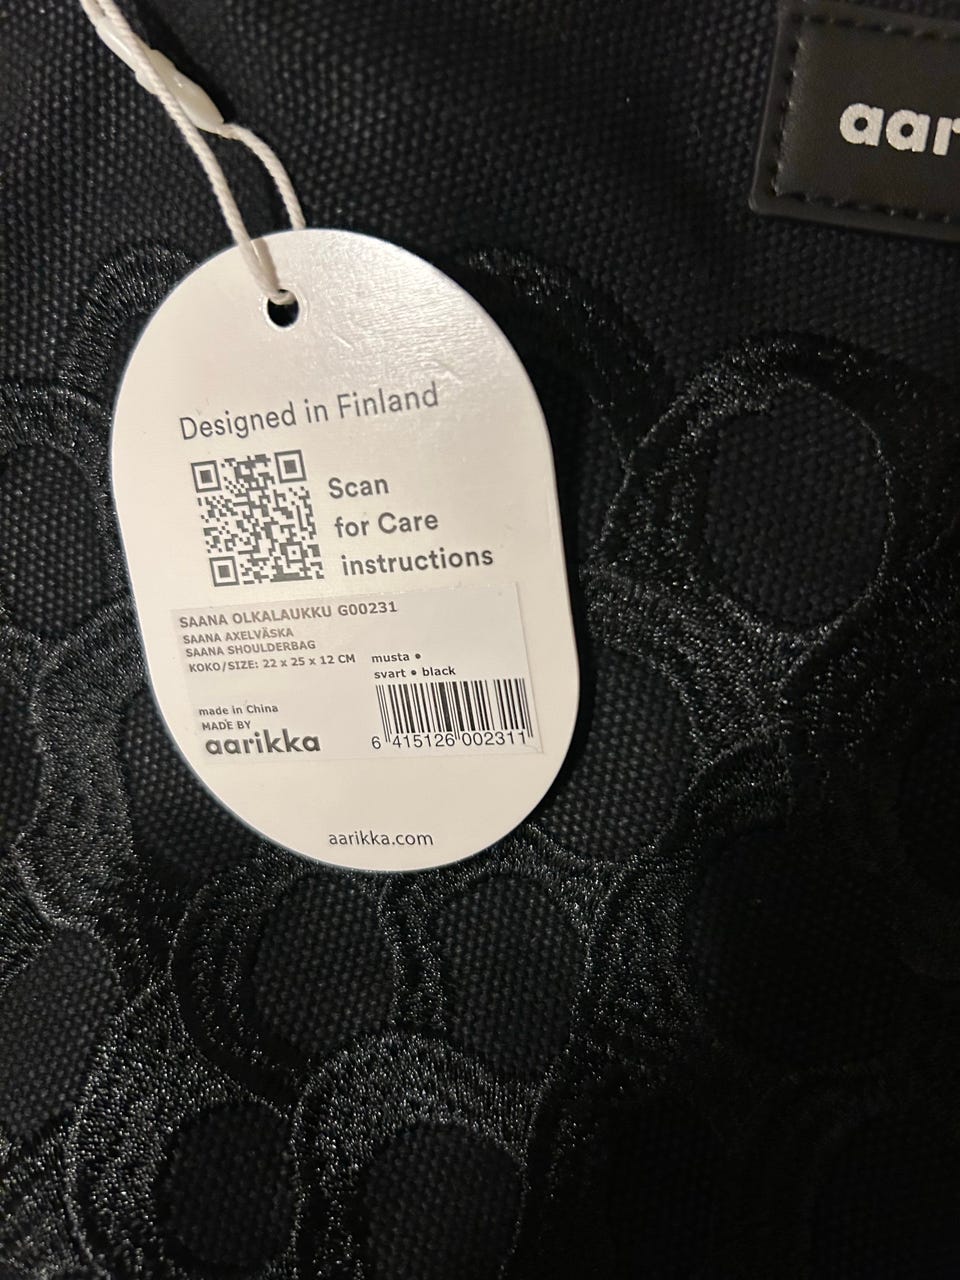 aar
Designed in Finland
Scan
for Care
instructions
SAANA OLKALAUKKU G00231
SAANA AXELVÄSKA
SAANA SHOULDERBAG
KOKO/SIZE: 22 x 25 x 12 CM
musta •
svart • black
made in China
MADE BY
aarikka
6 415126 002311
aarikka.com